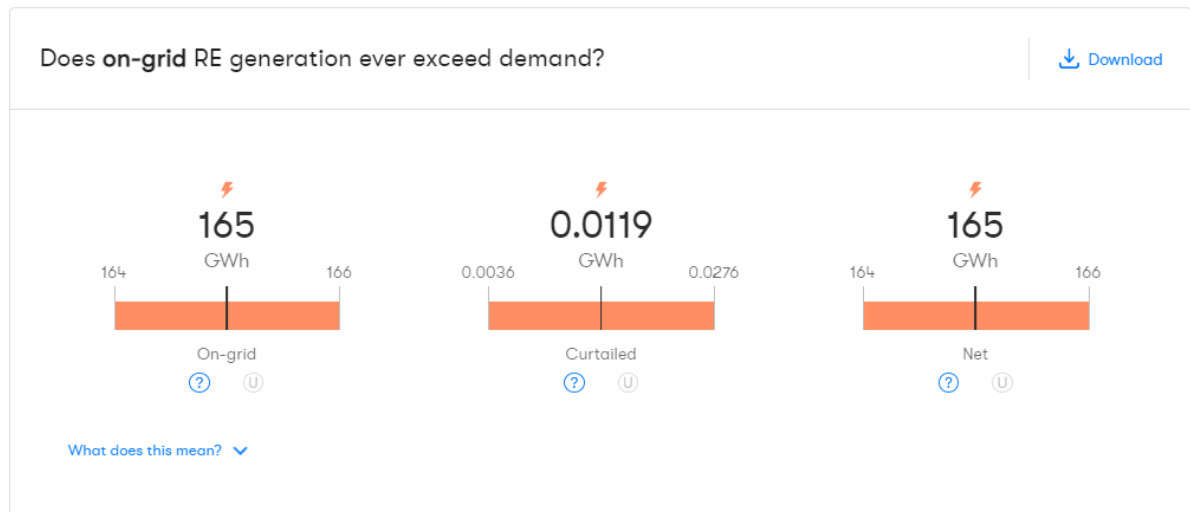 Does on-grid RE generation ever exceed demand?
Download
165
GWh
164
166
On-grid
?
U
0.0119
GWh
0.0036
0.0276
Curtailed
?
U
165
GWh
164
166
Net
?
U
What does this mean?